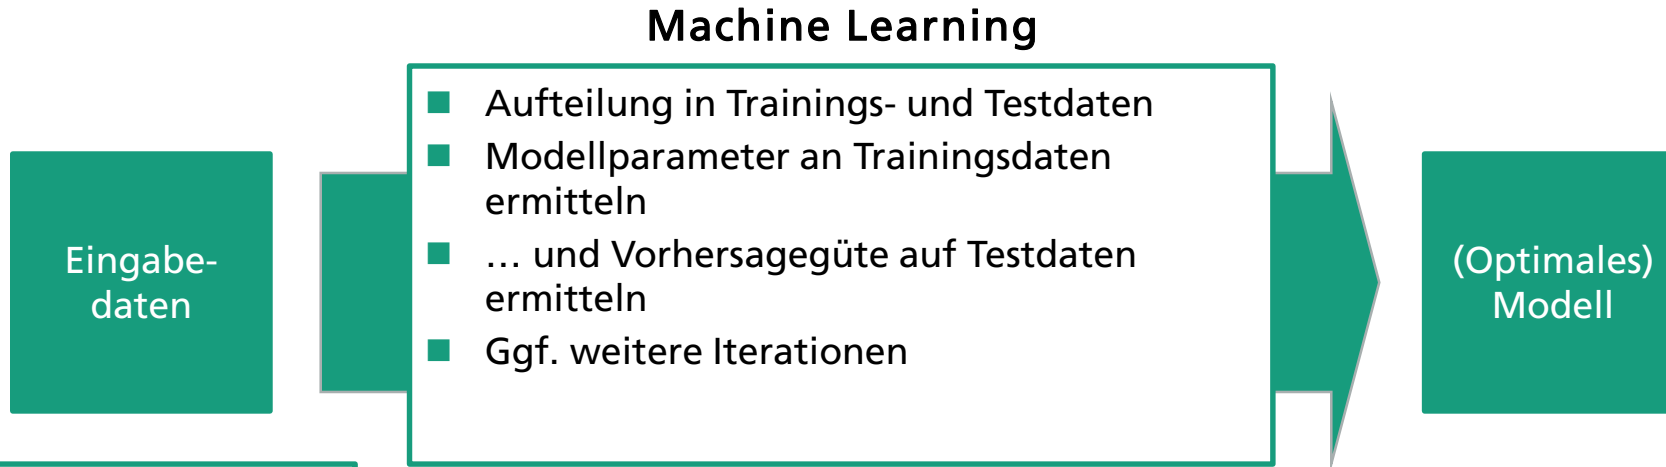 Machine Learning
Eingabe-
daten
Aufteilung in Trainings- und Testdaten
Modellparameter an Trainingsdaten
ermitteln
… und Vorhersagegüte auf Testdaten
ermitteln
Ggf. weitere Iterationen
(Optimales)
Modell